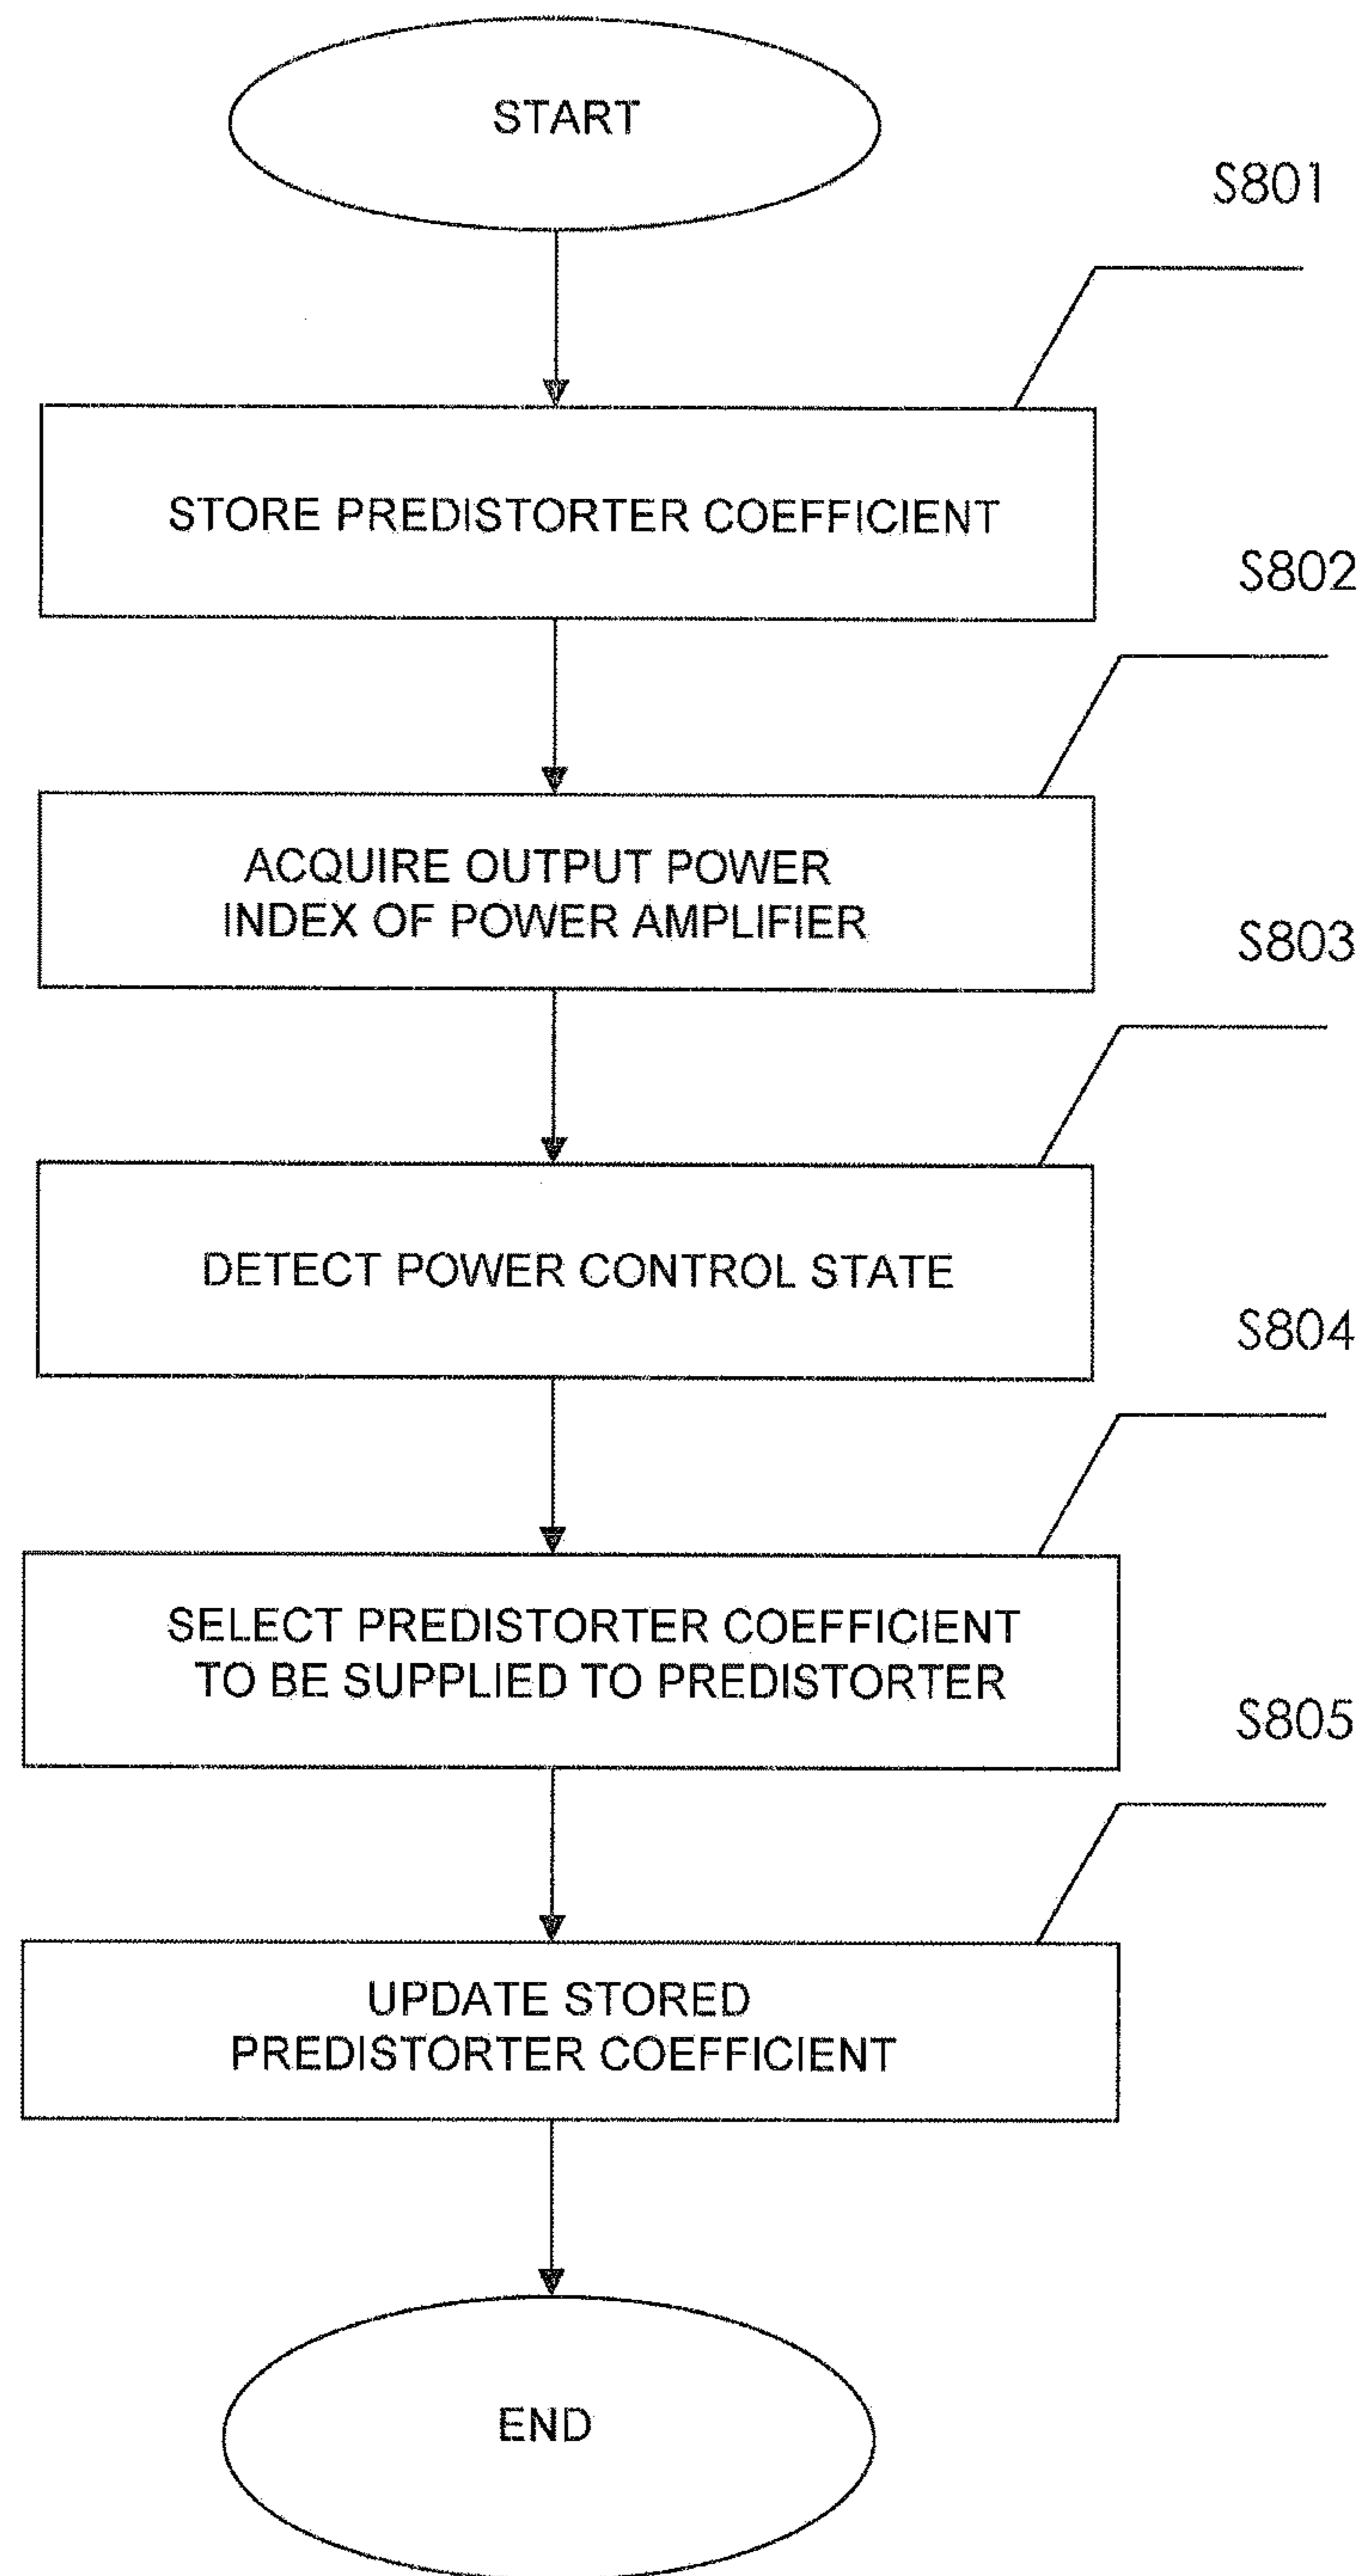 START
S801
STORE PREDISTORTER COEFFICIENT
S802
ACQUIRE OUTPUT POWER
INDEX OF POWER AMPLIFIER
S803
DETECT POWER CONTROL STATE
S804
SELECT PREDISTORTER COEFFICIENT
TO BE SUPPLIED TO PREDISTORTER
S805
UPDATE STORED
PREDISTORTER COEFFICIENT
END